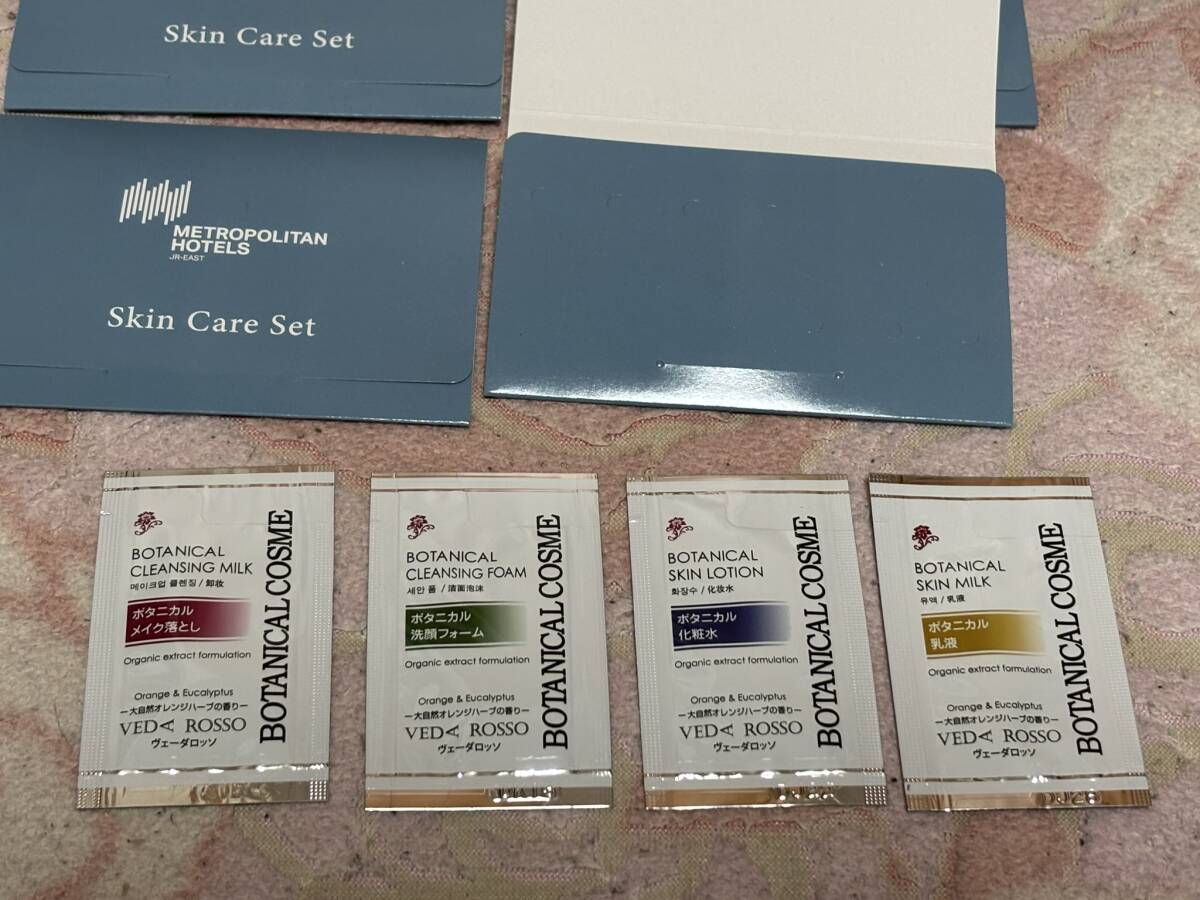 Skin Care Set
METROPOLITAN
HOTELS
JR-EAST
Skin Care Set
BOTANICAL
CLEANSING MILK
메이크업 클렌징 / 卸妆
ボタニカル
メイク落とし
Organic extract formulation
Orange & Eucalyptus
ー大自然オレンジハーブの香りー
VEDA ROSSO
ヴェーダロッソ
BOTANICAL COSME
BOTANICAL
CLEANSING FOAM
세안 폼 / 洁面泡沫
ボタニカル
洗顔フォーム
Organic extract formulation
Orange & Eucalyptus
ー大自然オレンジハーブの香りー
VEDA ROSSO
ヴェーダロッソ
BOTANICAL COSME
BOTANICAL
SKIN LOTION
화장수 / 化妆水
ボタニカル
化粧水
Organic extract formulation
Orange & Eucalyptus
ー大自然オレンジハーブの香りー
VEDA ROSSO
ヴェーダロッソ
BOTANICAL COSME
BOTANICAL
SKIN MILK
유액 / 乳液
ボタニカル
乳液
Organic extract formulation
Orange & Eucalyptus
ー大自然オレンジハーブの香りー
VEDA ROSSO
ヴェーダロッソ
BOTANICAL COSME